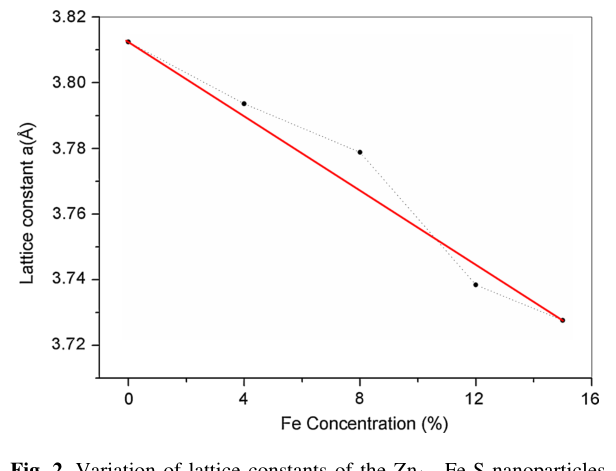 3.82
3.80
3.78
3.76
3.74
3.72
Lattice constant a(Å)
0 4 8 12 16
Fe Concentration (%)
Fig. 2 Variation of lattice constants of the Zn Fe S nanoparticles